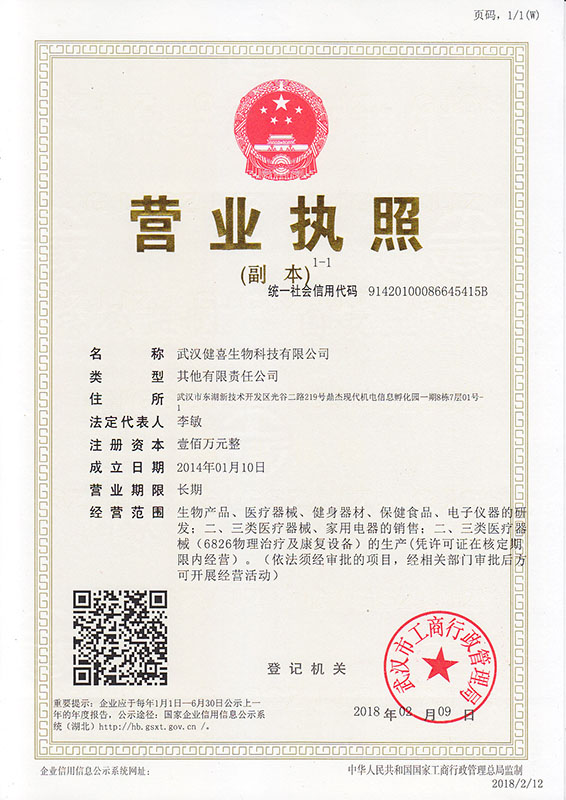 页码, 1/1(W)
营业执照
(副 本) 1-1
统一社会信用代码 91420100086645415B
名称 武汉健喜生物科技有限公司
类型 其他有限责任公司
住所 武汉市东湖新技术开发区光谷二路219号鼎杰现代机电信息孵化园一期8栋7层01号-
1
法定代表人 李敏
注册资本 壹佰万元整
成立日期 2014年01月10日
营业期限 长期
经营范围 生物产品、医疗器械、健身器材、保健食品、电子仪器的研
发；二、三类医疗器械、家用电器的销售；二、三类医疗器
械（6826物理治疗及康复设备）的生产(凭许可证在核定期
限内经营）。（依法须经审批的项目，经相关部门审批后方
可开展经营活动）
登记机关
武汉市工商行政管理局
2018 年 02 月 09 日
重要提示：企业应于每年1月1日—6月30日公示上一
年的年度报告，公示途径：国家企业信用信息公示系
统（湖北）http://hb.gsxt.gov.cn /。
企业信用信息公示系统网址：
中华人民共和国国家工商行政管理总局监制
2018/2/12